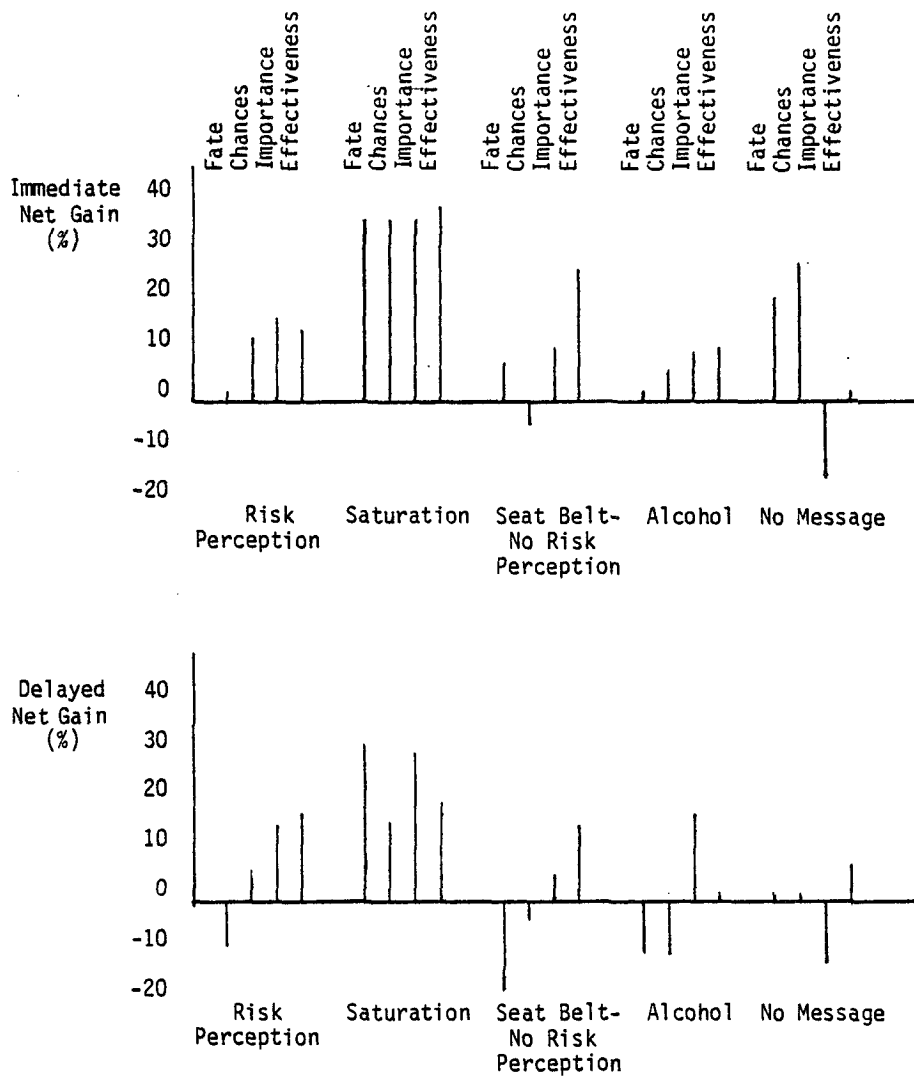 Fate
Chances
Importance
Effectiveness
Fate
Chances
Importance
Effectiveness
Fate
Chances
Importance
Effectiveness
Fate
Chances
Importance
Effectiveness
Fate
Chances
Importance
Effectiveness
Immediate
Net Gain
(%)
40
30
20
10
0
-10
-20
Risk
Perception
Saturation
Seat Belt-
No Risk
Perception
Alcohol
No Message
Delayed
Net Gain
(%)
40
30
20
10
0
-10
-20
Risk
Perception
Saturation
Seat Belt-
No Risk
Perception
Alcohol
No Message